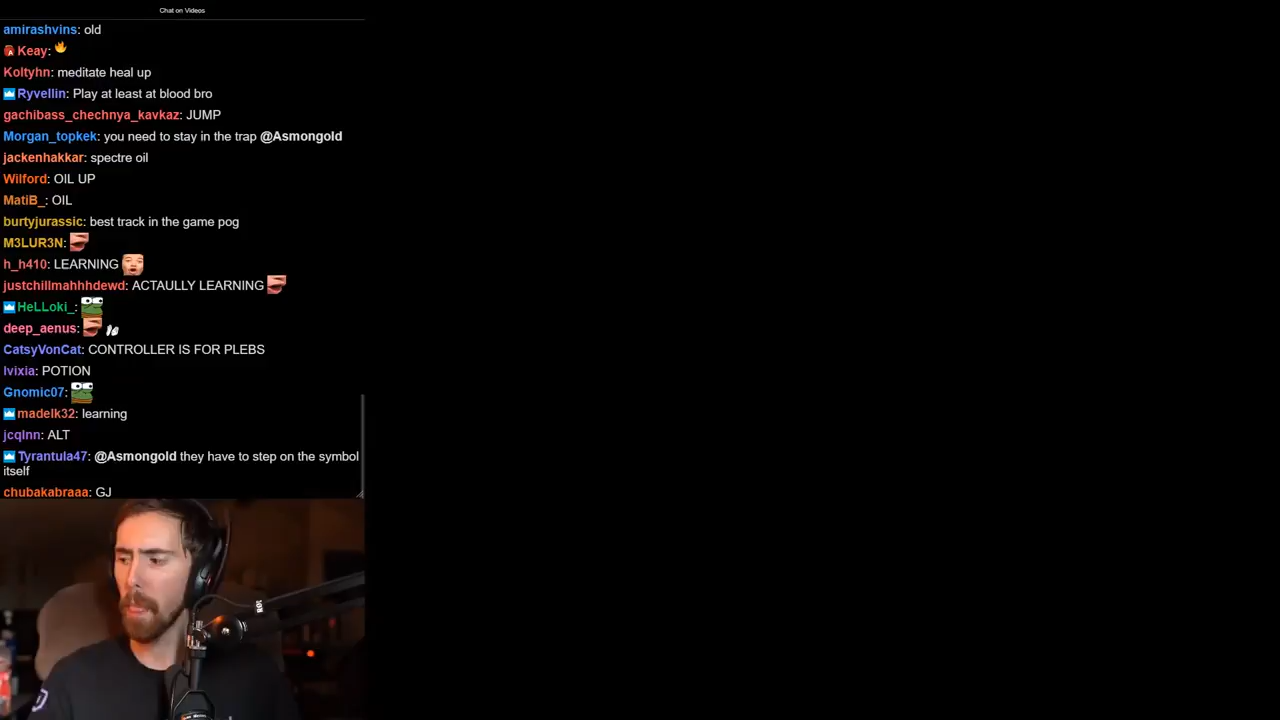 Chat on Videos
amirashvins: old
Keay:
Koltyhn: meditate heal up
Ryvellin: Play at least at blood bro
gachibass_chechnya_kavkaz: JUMP
Morgan_topkek: you need to stay in the trap @Asmongold
jackenhakkar: spectre oil
Wilford: OIL UP
MatiB_: OIL
burtyjurassic: best track in the game pog
M3LUR3N:
h_h410: LEARNING
justchillmahhhdewd: ACTAULLY LEARNING
HeLLoki_:
deep_aenus:
CatsyVonCat: CONTROLLER IS FOR PLEBS
lvixia: POTION
Gnomic07:
madelk32: learning
jcqlnn: ALT
Tyrantula47: @Asmongold they have to step on the symbol
itself
chubakabraaa: GJ